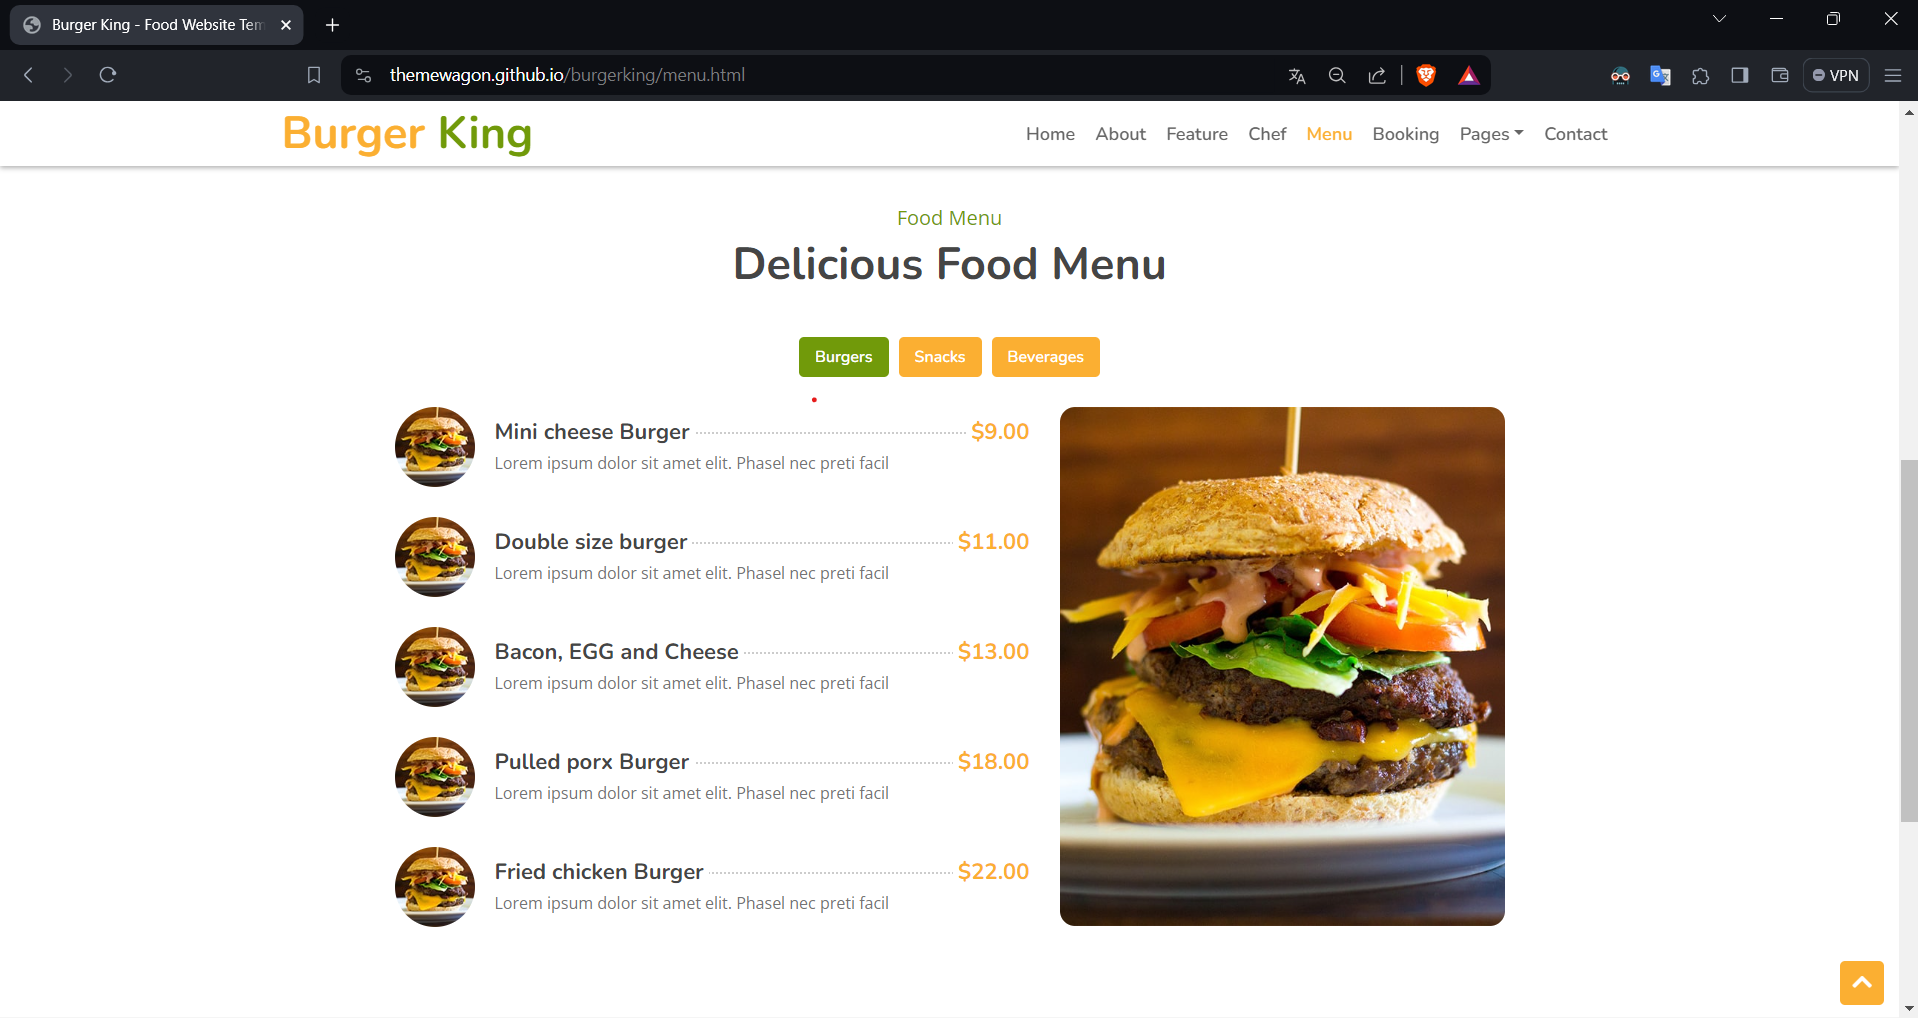 Burger King - Food Website Tem
themewagon.github.io/burgerking/menu.html
VPN
Burger King
Home About Feature Chef Menu Booking Pages Contact
Food Menu
Delicious Food Menu
Burgers Snacks Beverages
Mini cheese Burger $9.00
Lorem ipsum dolor sit amet elit. Phasel nec preti facil
Double size burger $11.00
Lorem ipsum dolor sit amet elit. Phasel nec preti facil
Bacon, EGG and Cheese $13.00
Lorem ipsum dolor sit amet elit. Phasel nec preti facil
Pulled porx Burger $18.00
Lorem ipsum dolor sit amet elit. Phasel nec preti facil
Fried chicken Burger $22.00
Lorem ipsum dolor sit amet elit. Phasel nec preti facil